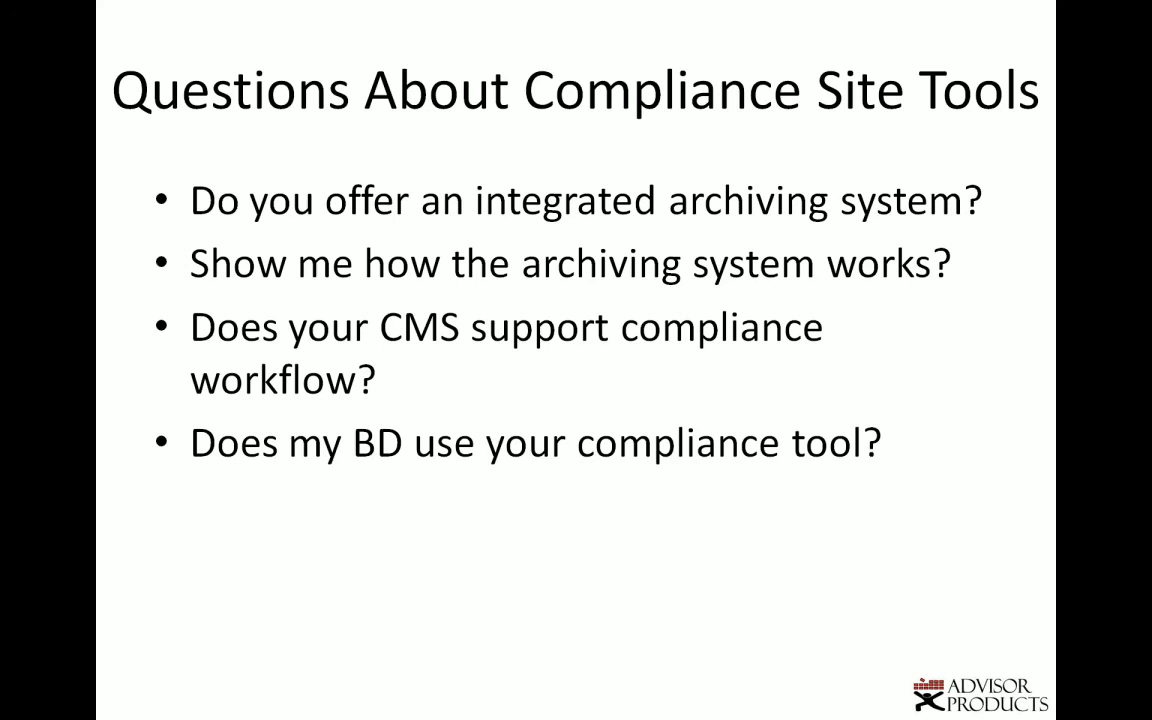 Questions About Compliance Site Tools
• Do you offer an integrated archiving system?
• Show me how the archiving system works?
• Does your CMS support compliance
workflow?
• Does my BD use your compliance tool?
ADVISOR
PRODUCTS